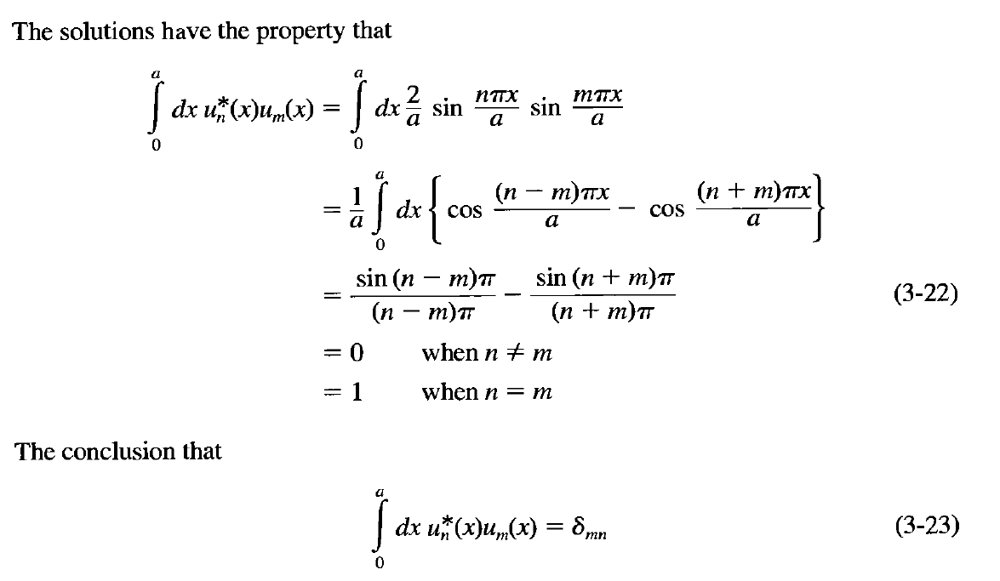 The solutions have the property that
∫₀ᵃ dx uₙ*(x)uₘ(x) = ∫₀ᵃ dx 2/a sin nπx/a sin mπx/a
= 1/a ∫₀ᵃ dx { cos (n − m)πx/a − cos (n + m)πx/a }
= sin (n − m)π/(n − m)π − sin (n + m)π/(n + m)π (3-22)
= 0 when n ≠ m
= 1 when n = m
The conclusion that
∫₀ᵃ dx uₙ*(x)uₘ(x) = δₘₙ (3-23)